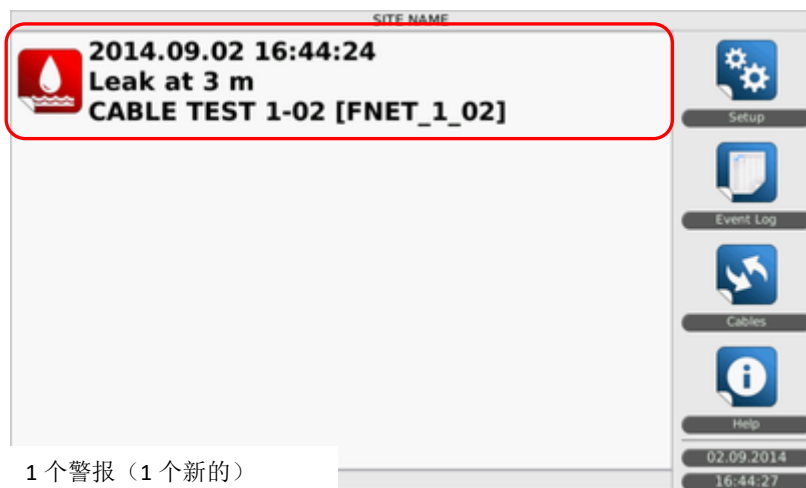 SITE NAME
2014.09.02 16:44:24
Leak at 3 m
CABLE TEST 1-02 [FNET_1_02]
Setup
Event Log
Cables
Help
02.09.2014
16:44:27
1 个警报（1 个新的）